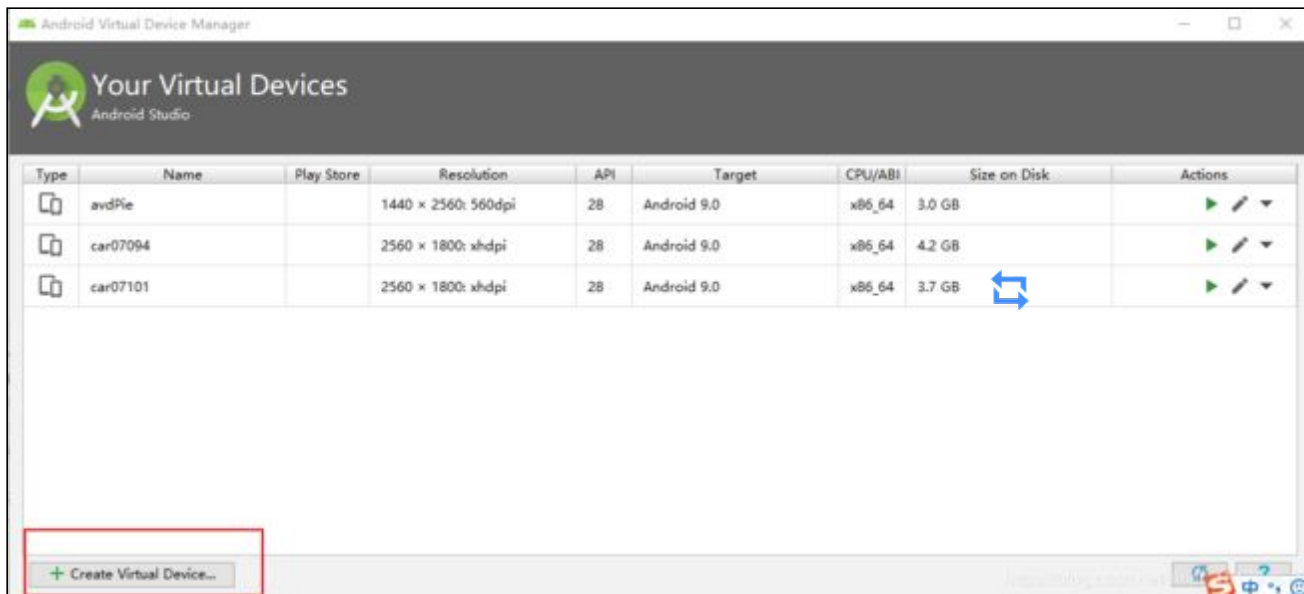 Android Virtual Device Manager
Your Virtual Devices
Android Studio
Type Name Play Store Resolution API Target CPU/ABI Size on Disk Actions
avdPie 1440 × 2560: 560dpi 28 Android 9.0 x86_64 3.0 GB
car07094 2560 × 1800: xhdpi 28 Android 9.0 x86_64 4.2 GB
car07101 2560 × 1800: xhdpi 28 Android 9.0 x86_64 3.7 GB
+ Create Virtual Device...
?
S 中 °,